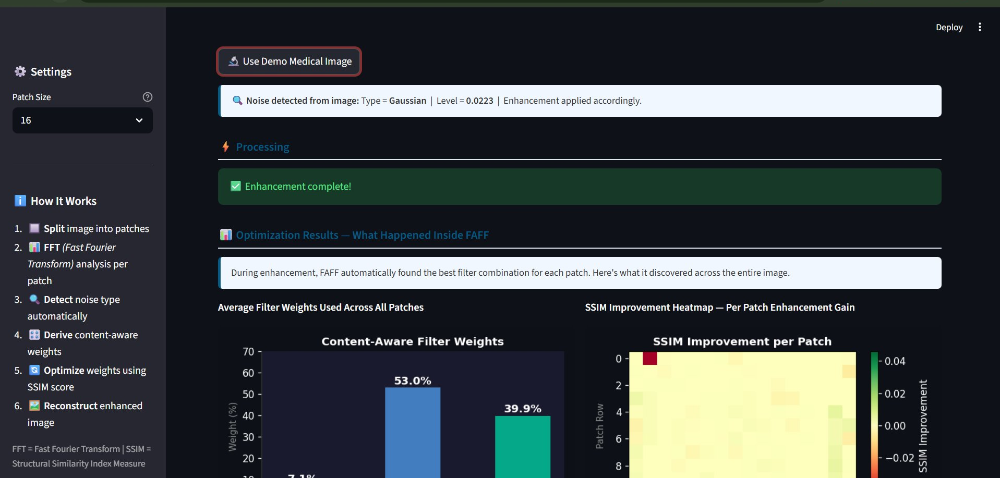 Deploy
Settings
Patch Size
16
How It Works
1. Split image into patches
2. FFT (Fast Fourier
Transform) analysis per
patch
3. Detect noise type
automatically
4. Derive content-aware
weights
5. Optimize weights using
SSIM score
6. Reconstruct enhanced
image
FFT = Fast Fourier Transform | SSIM =
Structural Similarity Index Measure
Use Demo Medical Image
Noise detected from image: Type = Gaussian | Level = 0.0223 | Enhancement applied accordingly.
Processing
Enhancement complete!
Optimization Results — What Happened Inside FAFF
During enhancement, FAFF automatically found the best filter combination for each patch. Here's what it discovered across the entire image.
Average Filter Weights Used Across All Patches
Content-Aware Filter Weights
Weight (%)
70
60
50
40
30
20
10
7.1%
53.0%
39.9%
SSIM Improvement Heatmap — Per Patch Enhancement Gain
SSIM Improvement per Patch
Patch Row
0
2
4
6
8
0.04
0.02
0.00
−0.02
SSIM Improvement